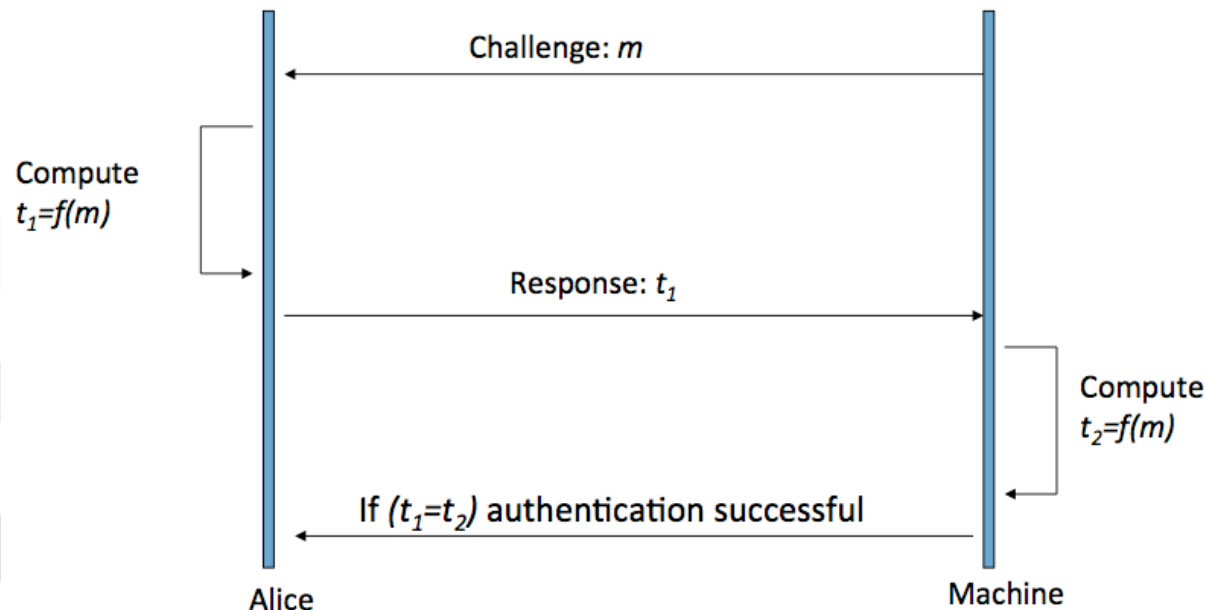 Challenge: m
Compute
t₁=f(m)
Response: t₁
Compute
t₂=f(m)
If (t₁=t₂) authentication successful
Alice
Machine